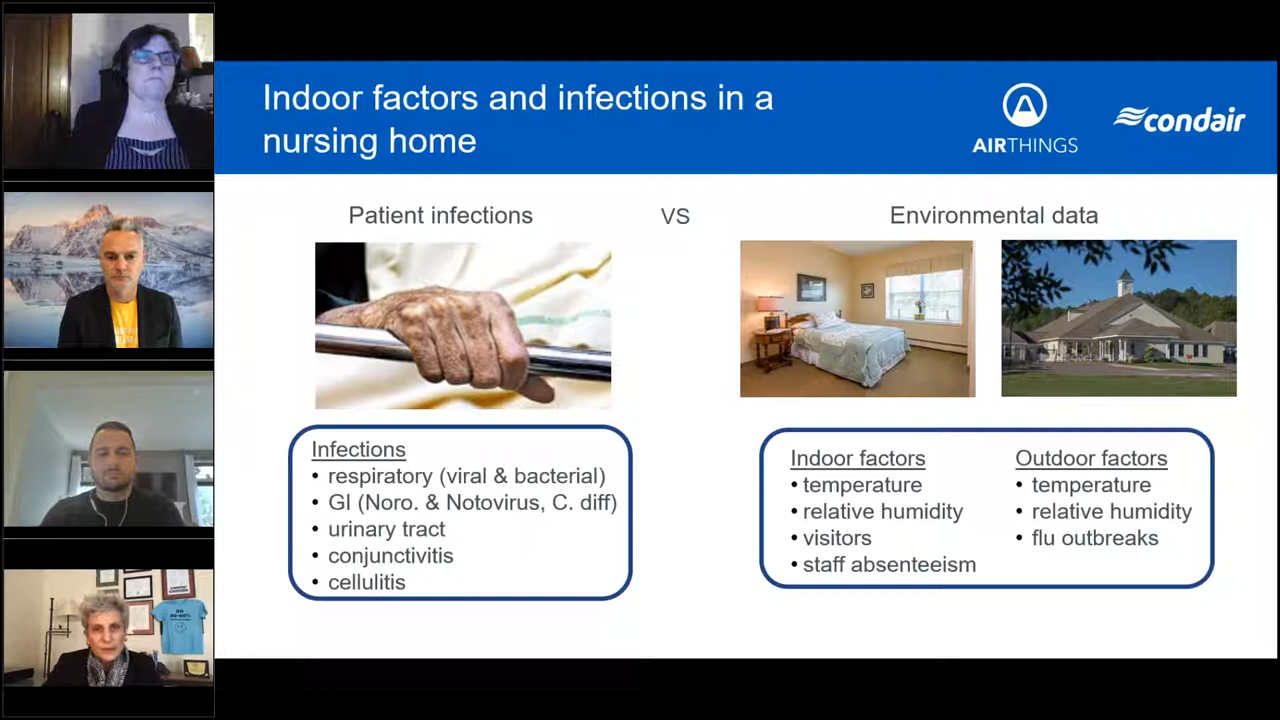 Indoor factors and infections in a
nursing home
AIRTHINGS
condair
Patient infections
VS
Environmental data
Infections
• respiratory (viral & bacterial)
• GI (Noro. & Notovirus, C. diff)
• urinary tract
• conjunctivitis
• cellulitis
Indoor factors
• temperature
• relative humidity
• visitors
• staff absenteeism
Outdoor factors
• temperature
• relative humidity
• flu outbreaks